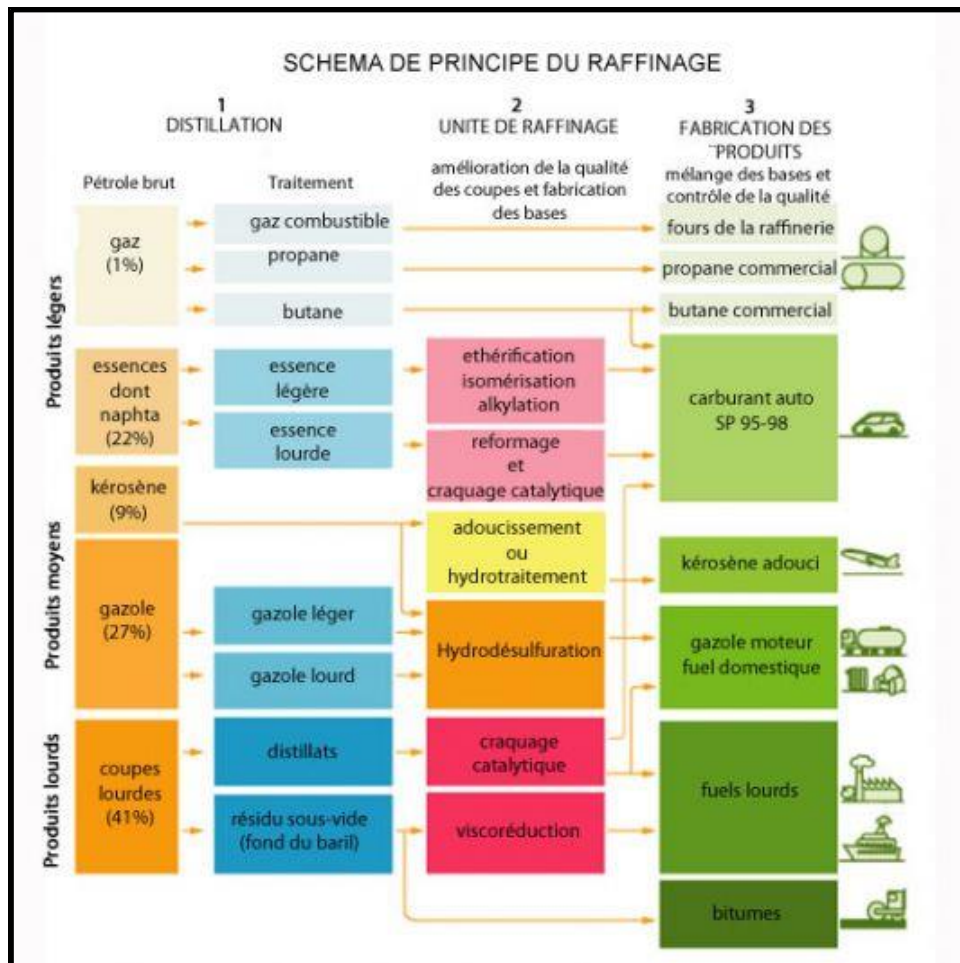 SCHEMA DE PRINCIPE DU RAFFINAGE
1
DISTILLATION
2
UNITE DE RAFFINAGE
3
FABRICATION DES
PRODUITS
amélioration de la qualité
des coupes et fabrication
des bases
mélange des bases et
contrôle de la qualité
Pétrole brut
Traitement
Produits légers
gaz
(1%)
gaz combustible
fours de la raffinerie
propane
propane commercial
butane
butane commercial
essences
dont
naphta
(22%)
essence
légère
ethérification
isomérisation
alkylation
carburant auto
SP 95-98
essence
lourde
reformage
et
craquage catalytique
Produits moyens
kérosène
(9%)
adoucissement
ou
hydrotraitement
kérosène adouci
gazole
(27%)
gazole léger
Hydrodésulfuration
gazole moteur
fuel domestique
gazole lourd
Produits lourds
coupes
lourdes
(41%)
distillats
craquage
catalytique
fuels lourds
résidu sous-vide
(fond du baril)
viscoréduction
bitumes